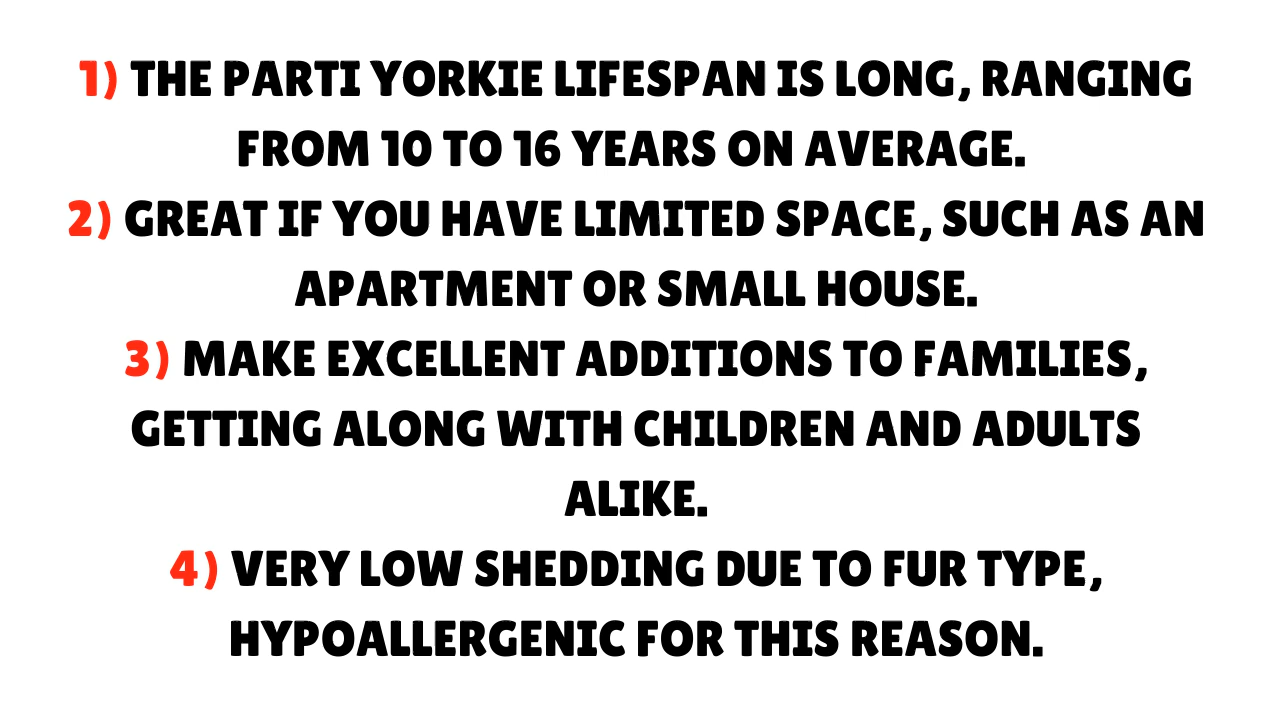 1) THE PARTI YORKIE LIFESPAN IS LONG, RANGING
FROM 10 TO 16 YEARS ON AVERAGE.
2) GREAT IF YOU HAVE LIMITED SPACE, SUCH AS AN
APARTMENT OR SMALL HOUSE.
3) MAKE EXCELLENT ADDITIONS TO FAMILIES,
GETTING ALONG WITH CHILDREN AND ADULTS
ALIKE.
4) VERY LOW SHEDDING DUE TO FUR TYPE,
HYPOALLERGENIC FOR THIS REASON.